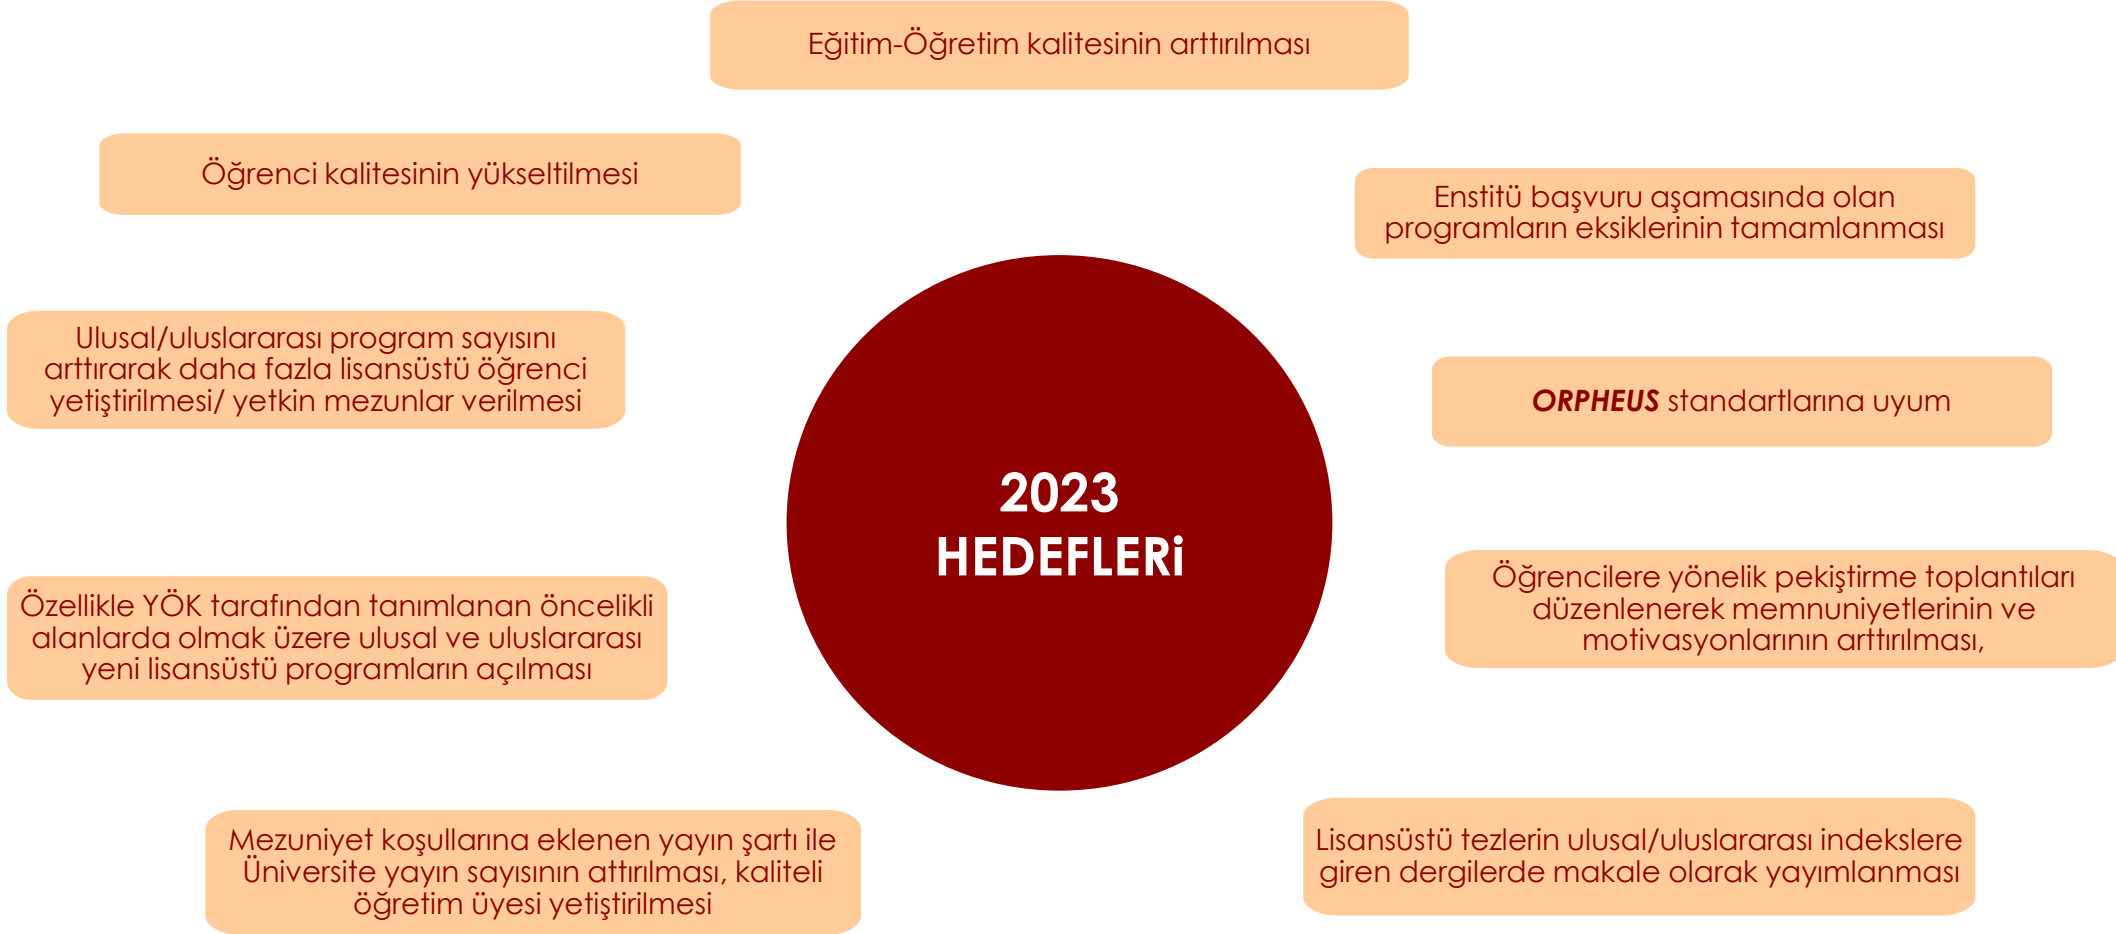 Eğitim-Öğretim kalitesinin arttırılması
Öğrenci kalitesinin yükseltilmesi
Enstitü başvuru aşamasında olan
programların eksiklerinin tamamlanması
Ulusal/uluslararası program sayısını
arttırarak daha fazla lisansüstü öğrenci
yetiştirilmesi/ yetkin mezunlar verilmesi
ORPHEUS standartlarına uyum
2023
HEDEFLERi
Özellikle YÖK tarafından tanımlanan öncelikli
alanlarda olmak üzere ulusal ve uluslararası
yeni lisansüstü programların açılması
Öğrencilere yönelik pekiştirme toplantıları
düzenlenerek memnuniyetlerinin ve
motivasyonlarının arttırılması,
Mezuniyet koşullarına eklenen yayın şartı ile
Üniversite yayın sayısının attırılması, kaliteli
öğretim üyesi yetiştirilmesi
Lisansüstü tezlerin ulusal/uluslararası indekslere
giren dergilerde makale olarak yayımlanması